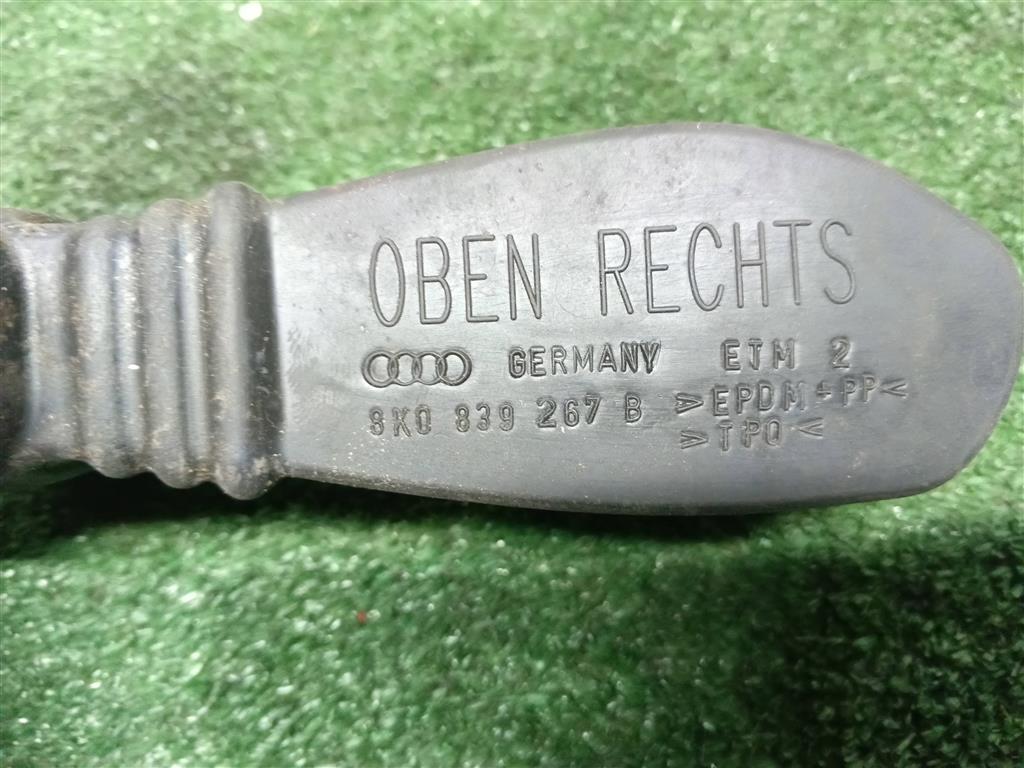 OBEN RECHTS
GERMANY ETM 2
8K0 839 267 B >EPDM+PP<
>TPO<